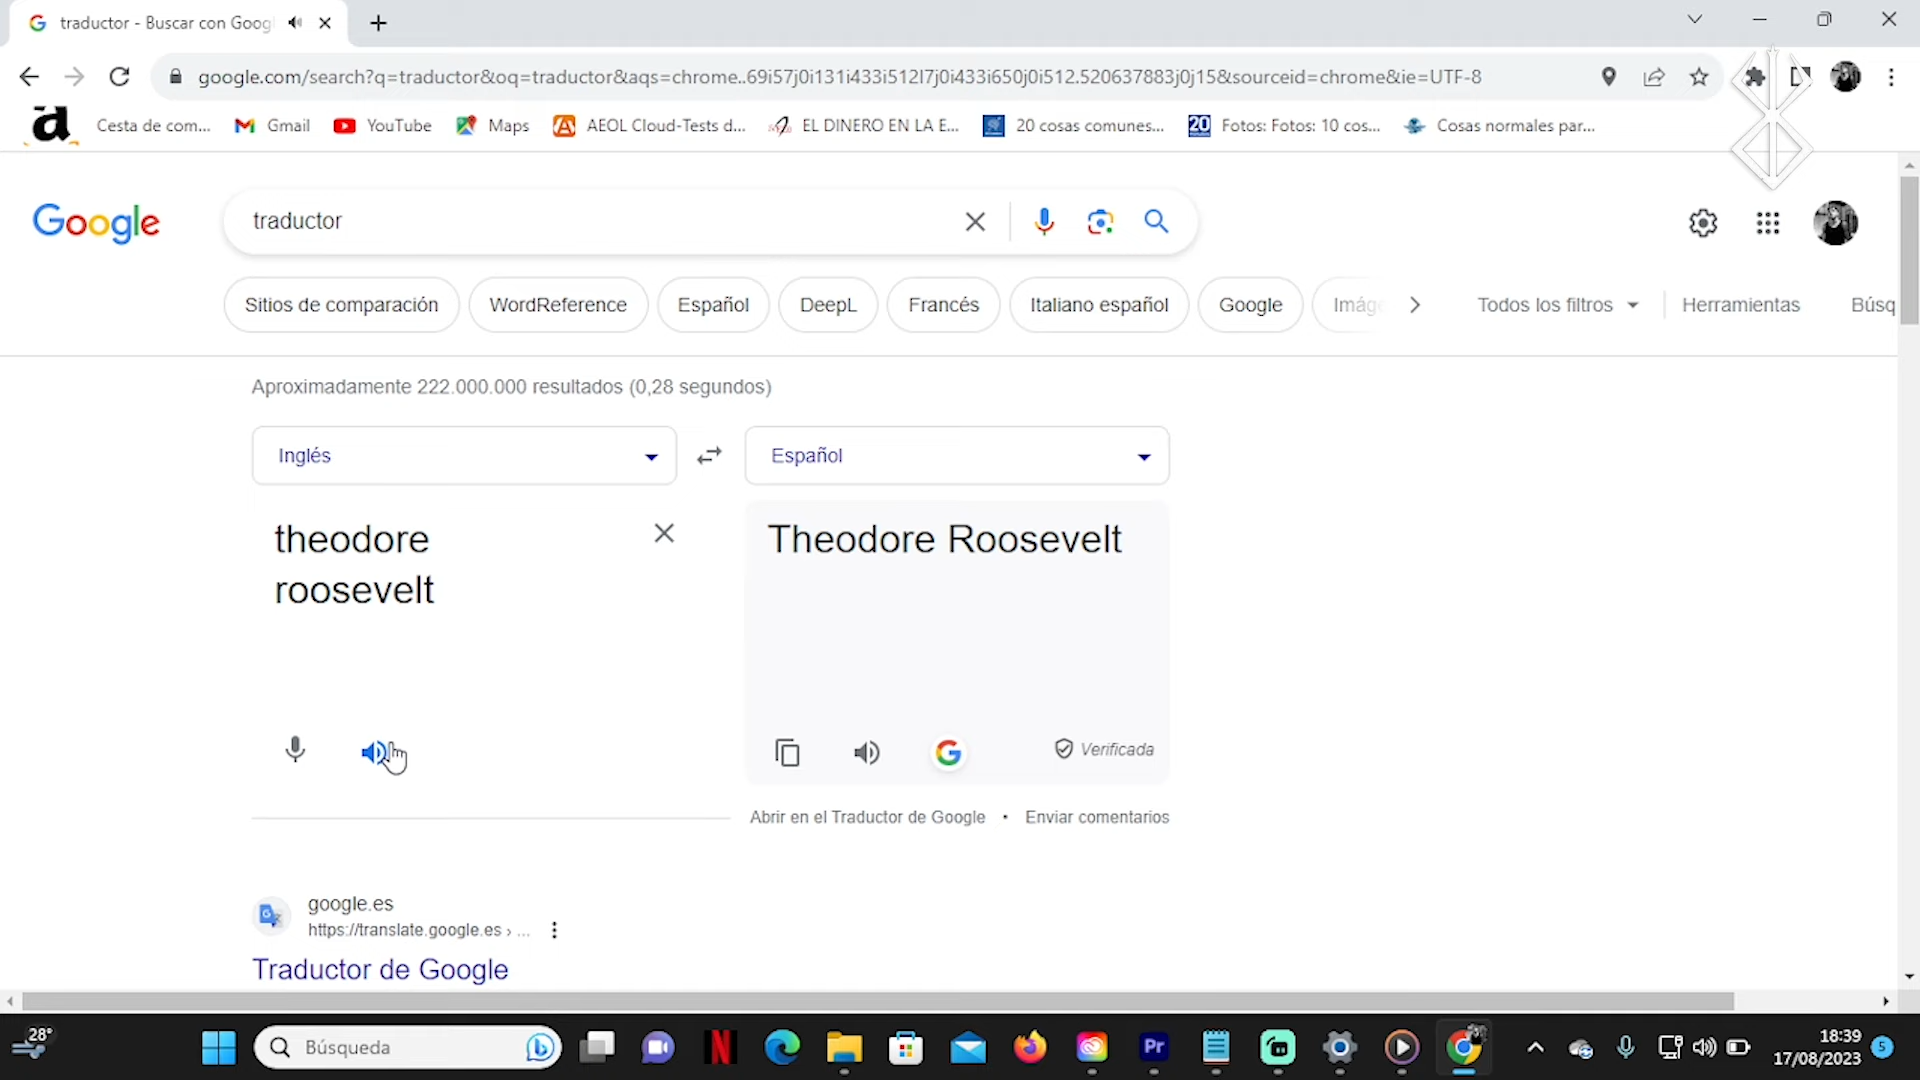 traductor - Buscar con Goog
google.com/search?q=traductor&oq=traductor&aqs=chrome..69i57j0i131i433i512l7j0i433i650j0i512.520637883j0j15&sourceid=chrome&ie=UTF-8
a Cesta de com... Gmail YouTube Maps AEOL Cloud-Tests d... EL DINERO EN LA E... 20 cosas comunes... 20 Fotos: Fotos: 10 cos... Cosas normales par...
Google traductor
Sitios de comparación WordReference Español DeepL Francés Italiano español Google Imáge Todos los filtros Herramientas Búsq
Aproximadamente 222.000.000 resultados (0,28 segundos)
Inglés Español
theodore
roosevelt
Theodore Roosevelt
Verificada
Abrir en el Traductor de Google • Enviar comentarios
google.es
https://translate.google.es › ...
Traductor de Google
28° Búsqueda Pr 18:39 5
17/08/2023